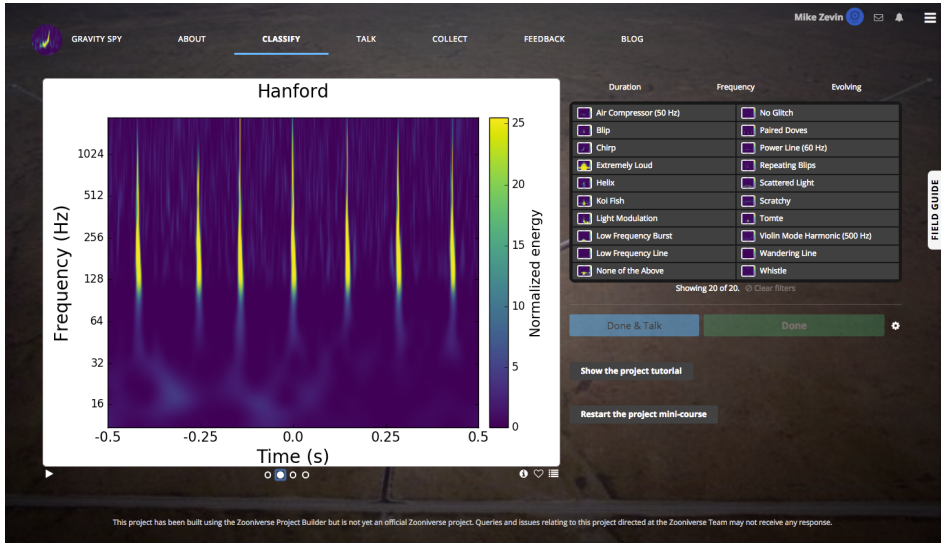 Mike Zevin
GRAVITY SPY ABOUT CLASSIFY TALK COLLECT FEEDBACK BLOG
Hanford
1024
512
256
128
64
32
16
Frequency (Hz)
-0.5 -0.25 0.0 0.25 0.5
Time (s)
25
20
15
10
5
0
Normalized energy
Duration Frequency Evolving
Air Compressor (50 Hz) No Glitch
Blip Paired Doves
Chirp Power Line (60 Hz)
Extremely Loud Repeating Blips
Helix Scattered Light
Koi Fish Scratchy
Light Modulation Tomte
Low Frequency Burst Violin Mode Harmonic (500 Hz)
Low Frequency Line Wandering Line
None of the Above Whistle
Showing 20 of 20. Clear filters
Done & Talk Done
Show the project tutorial
Restart the project mini-course
FIELD GUIDE
This project has been built using the Zooniverse Project Builder but is not yet an official Zooniverse project. Queries and issues relating to this project directed at the Zooniverse Team may not receive any response.